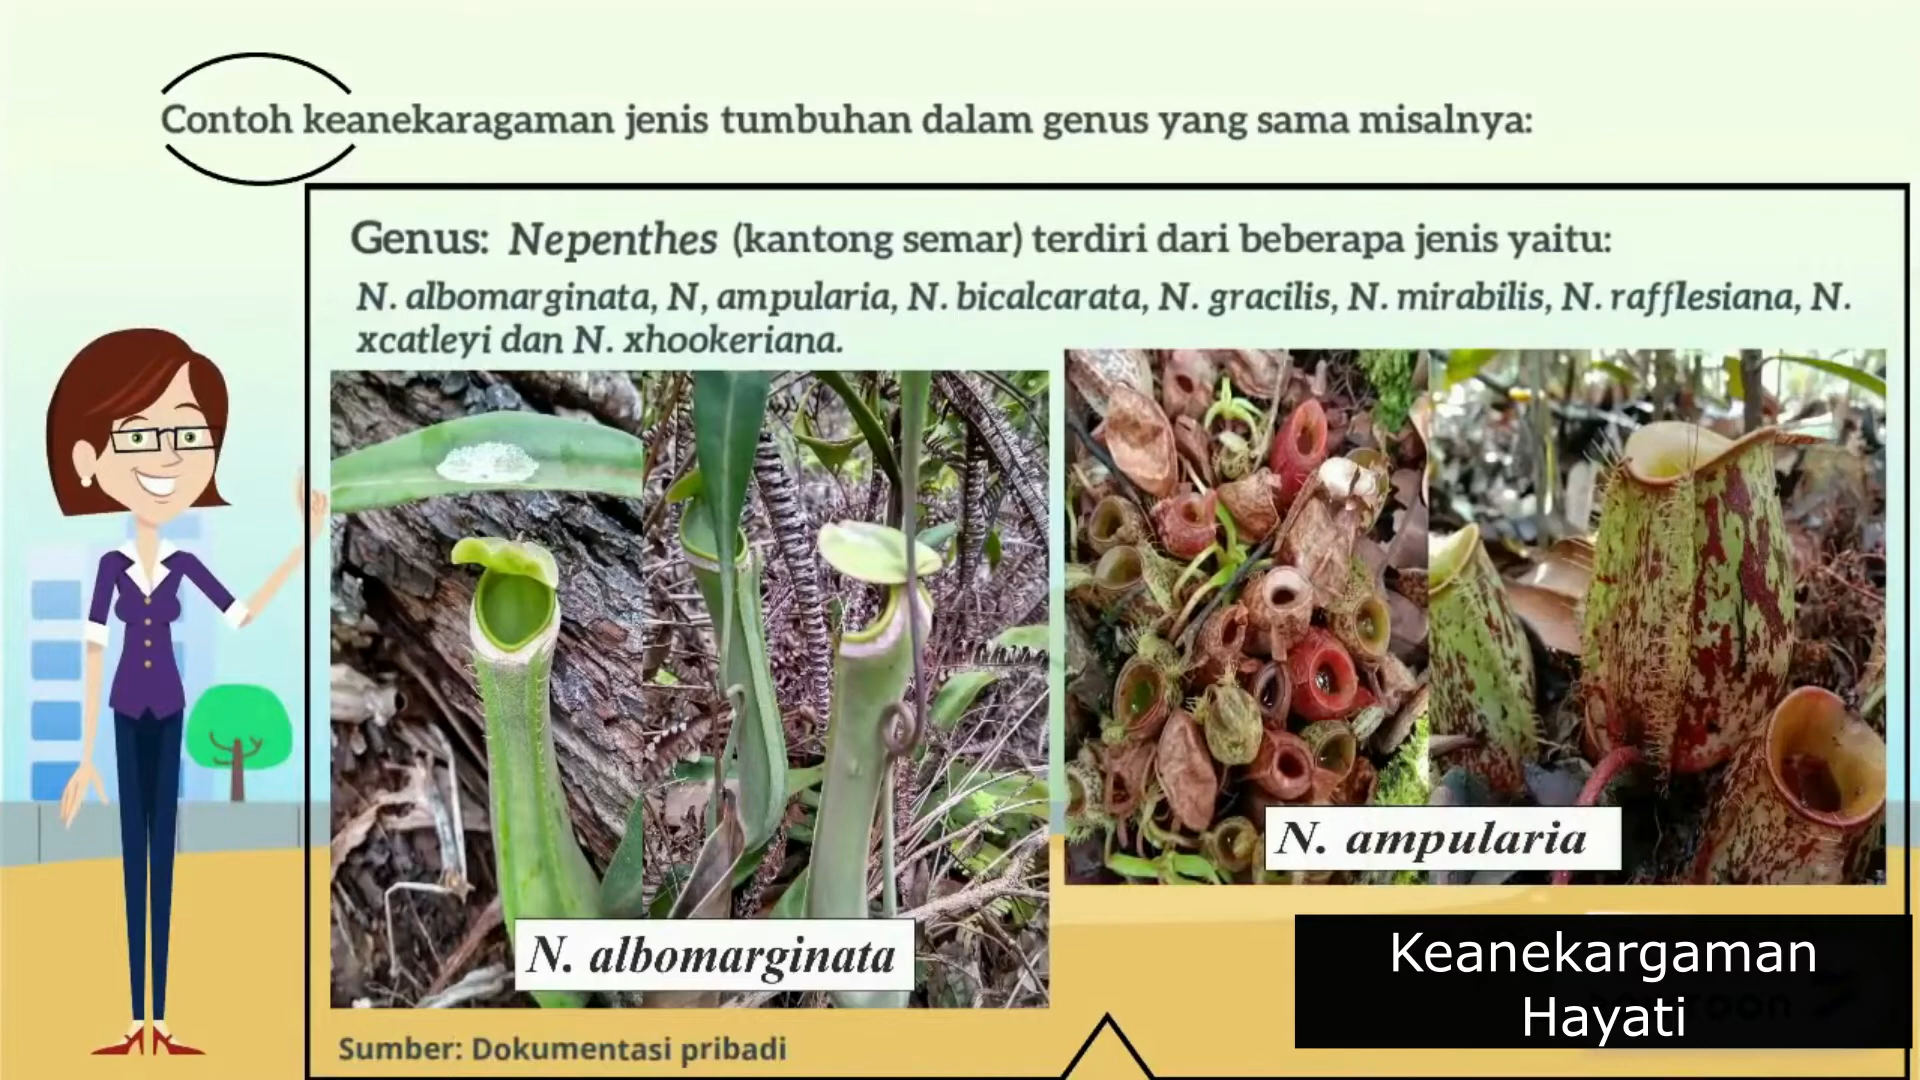 Contoh keanekaragaman jenis tumbuhan dalam genus yang sama misalnya:
Genus: Nepenthes (kantong semar) terdiri dari beberapa jenis yaitu:
N. albomarginata, N, ampularia, N. bicalcarata, N. gracilis, N. mirabilis, N. rafflesiana, N.
xcatleyi dan N. xhookeriana.
N. ampularia
N. albomarginata
Keanekargaman
Hayati
Sumber: Dokumentasi pribadi